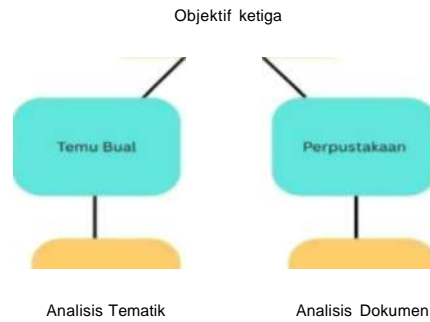 Objektif ketiga
Temu Bual
Perpustakaan
Analisis Tematik
Analisis Dokumen